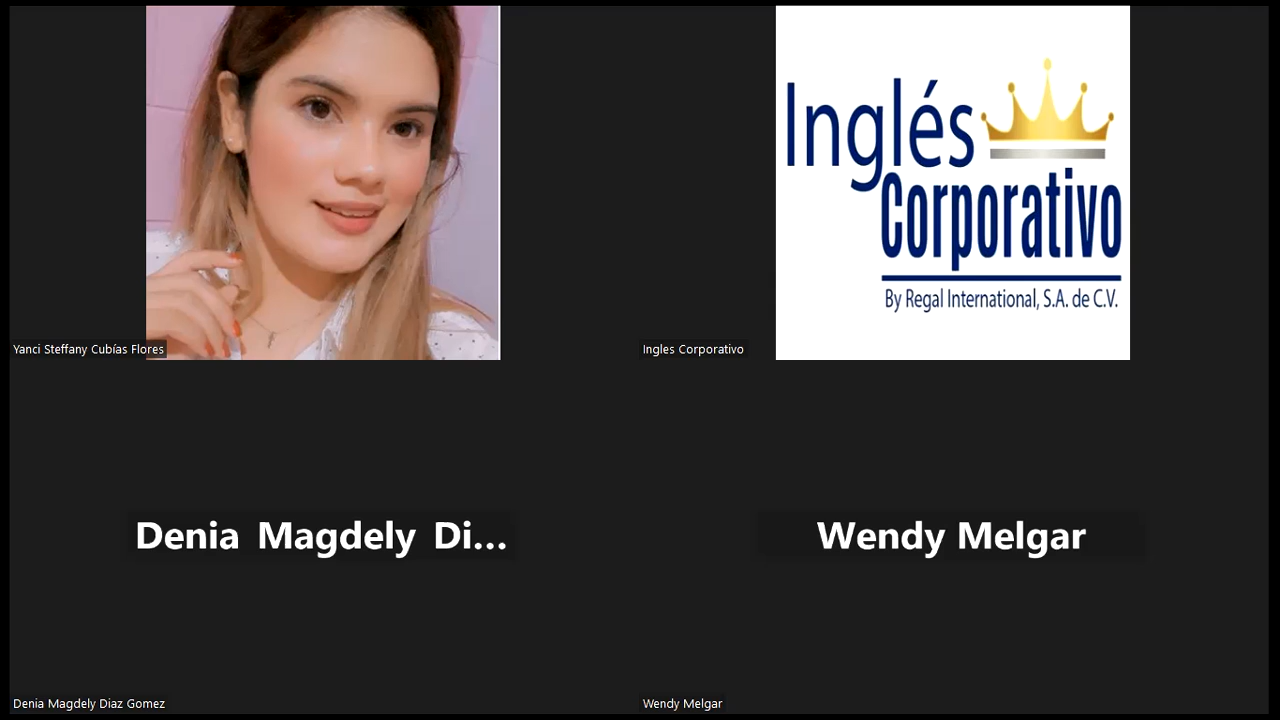 Inglés
Corporativo
By Regal International, S.A. de C.V.
Yanci Steffany Cubías Flores
Ingles Corporativo
Denia Magdely Di...
Wendy Melgar
Denia Magdely Diaz Gomez
Wendy Melgar